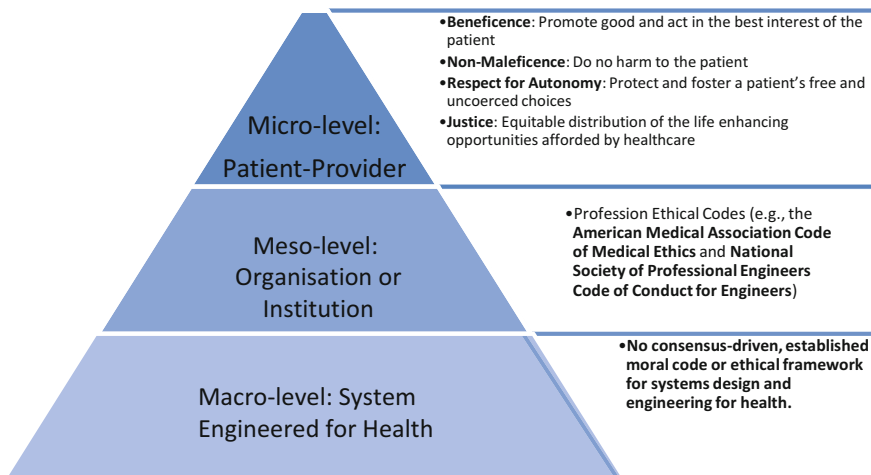 •Beneficence: Promote good and act in the best interest of the
patient
•Non-Maleficence: Do no harm to the patient
•Respect for Autonomy: Protect and foster a patient's free and
uncoerced choices
•Justice: Equitable distribution of the life enhancing
opportunities afforded by healthcare
Micro-level:
Patient-Provider
•Profession Ethical Codes (e.g., the
American Medical Association Code
of Medical Ethics and National
Society of Professional Engineers
Code of Conduct for Engineers)
Meso-level:
Organisation or
Institution
•No consensus-driven, established
moral code or ethical framework
for systems design and
engineering for health.
Macro-level: System
Engineered for Health